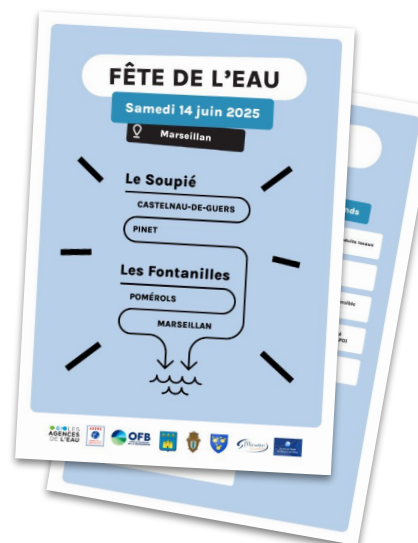 FÊTE DE L'EAU
Samedi 14 juin 2025
Marseillan
Le Soupié
CASTELNAU-DE-GUERS
PINET
Les Fontanilles
POMÉROLS
MARSEILLAN
LES
AGENCES
DE L'EAU
OFB